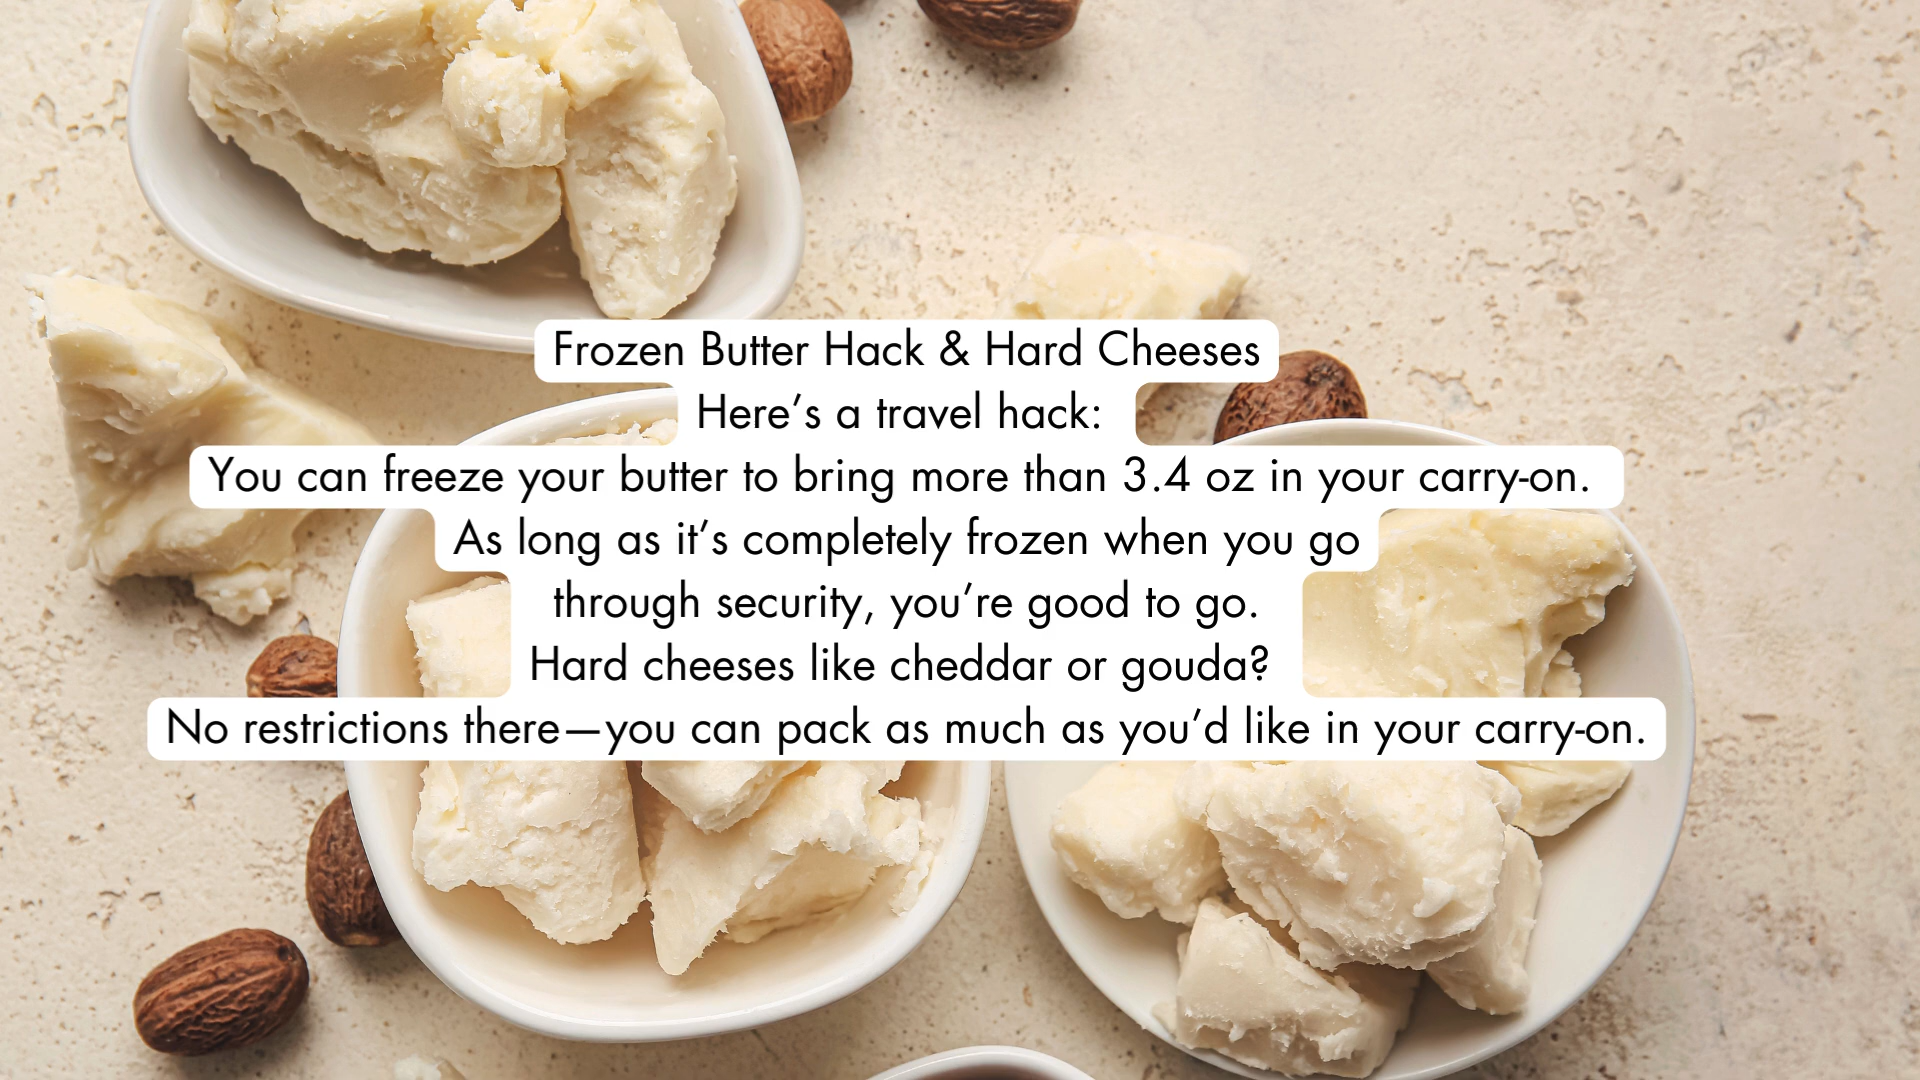 Frozen Butter Hack & Hard Cheeses
Here’s a travel hack:
You can freeze your butter to bring more than 3.4 oz in your carry-on.
As long as it’s completely frozen when you go
through security, you’re good to go.
Hard cheeses like cheddar or gouda?
No restrictions there—you can pack as much as you’d like in your carry-on.